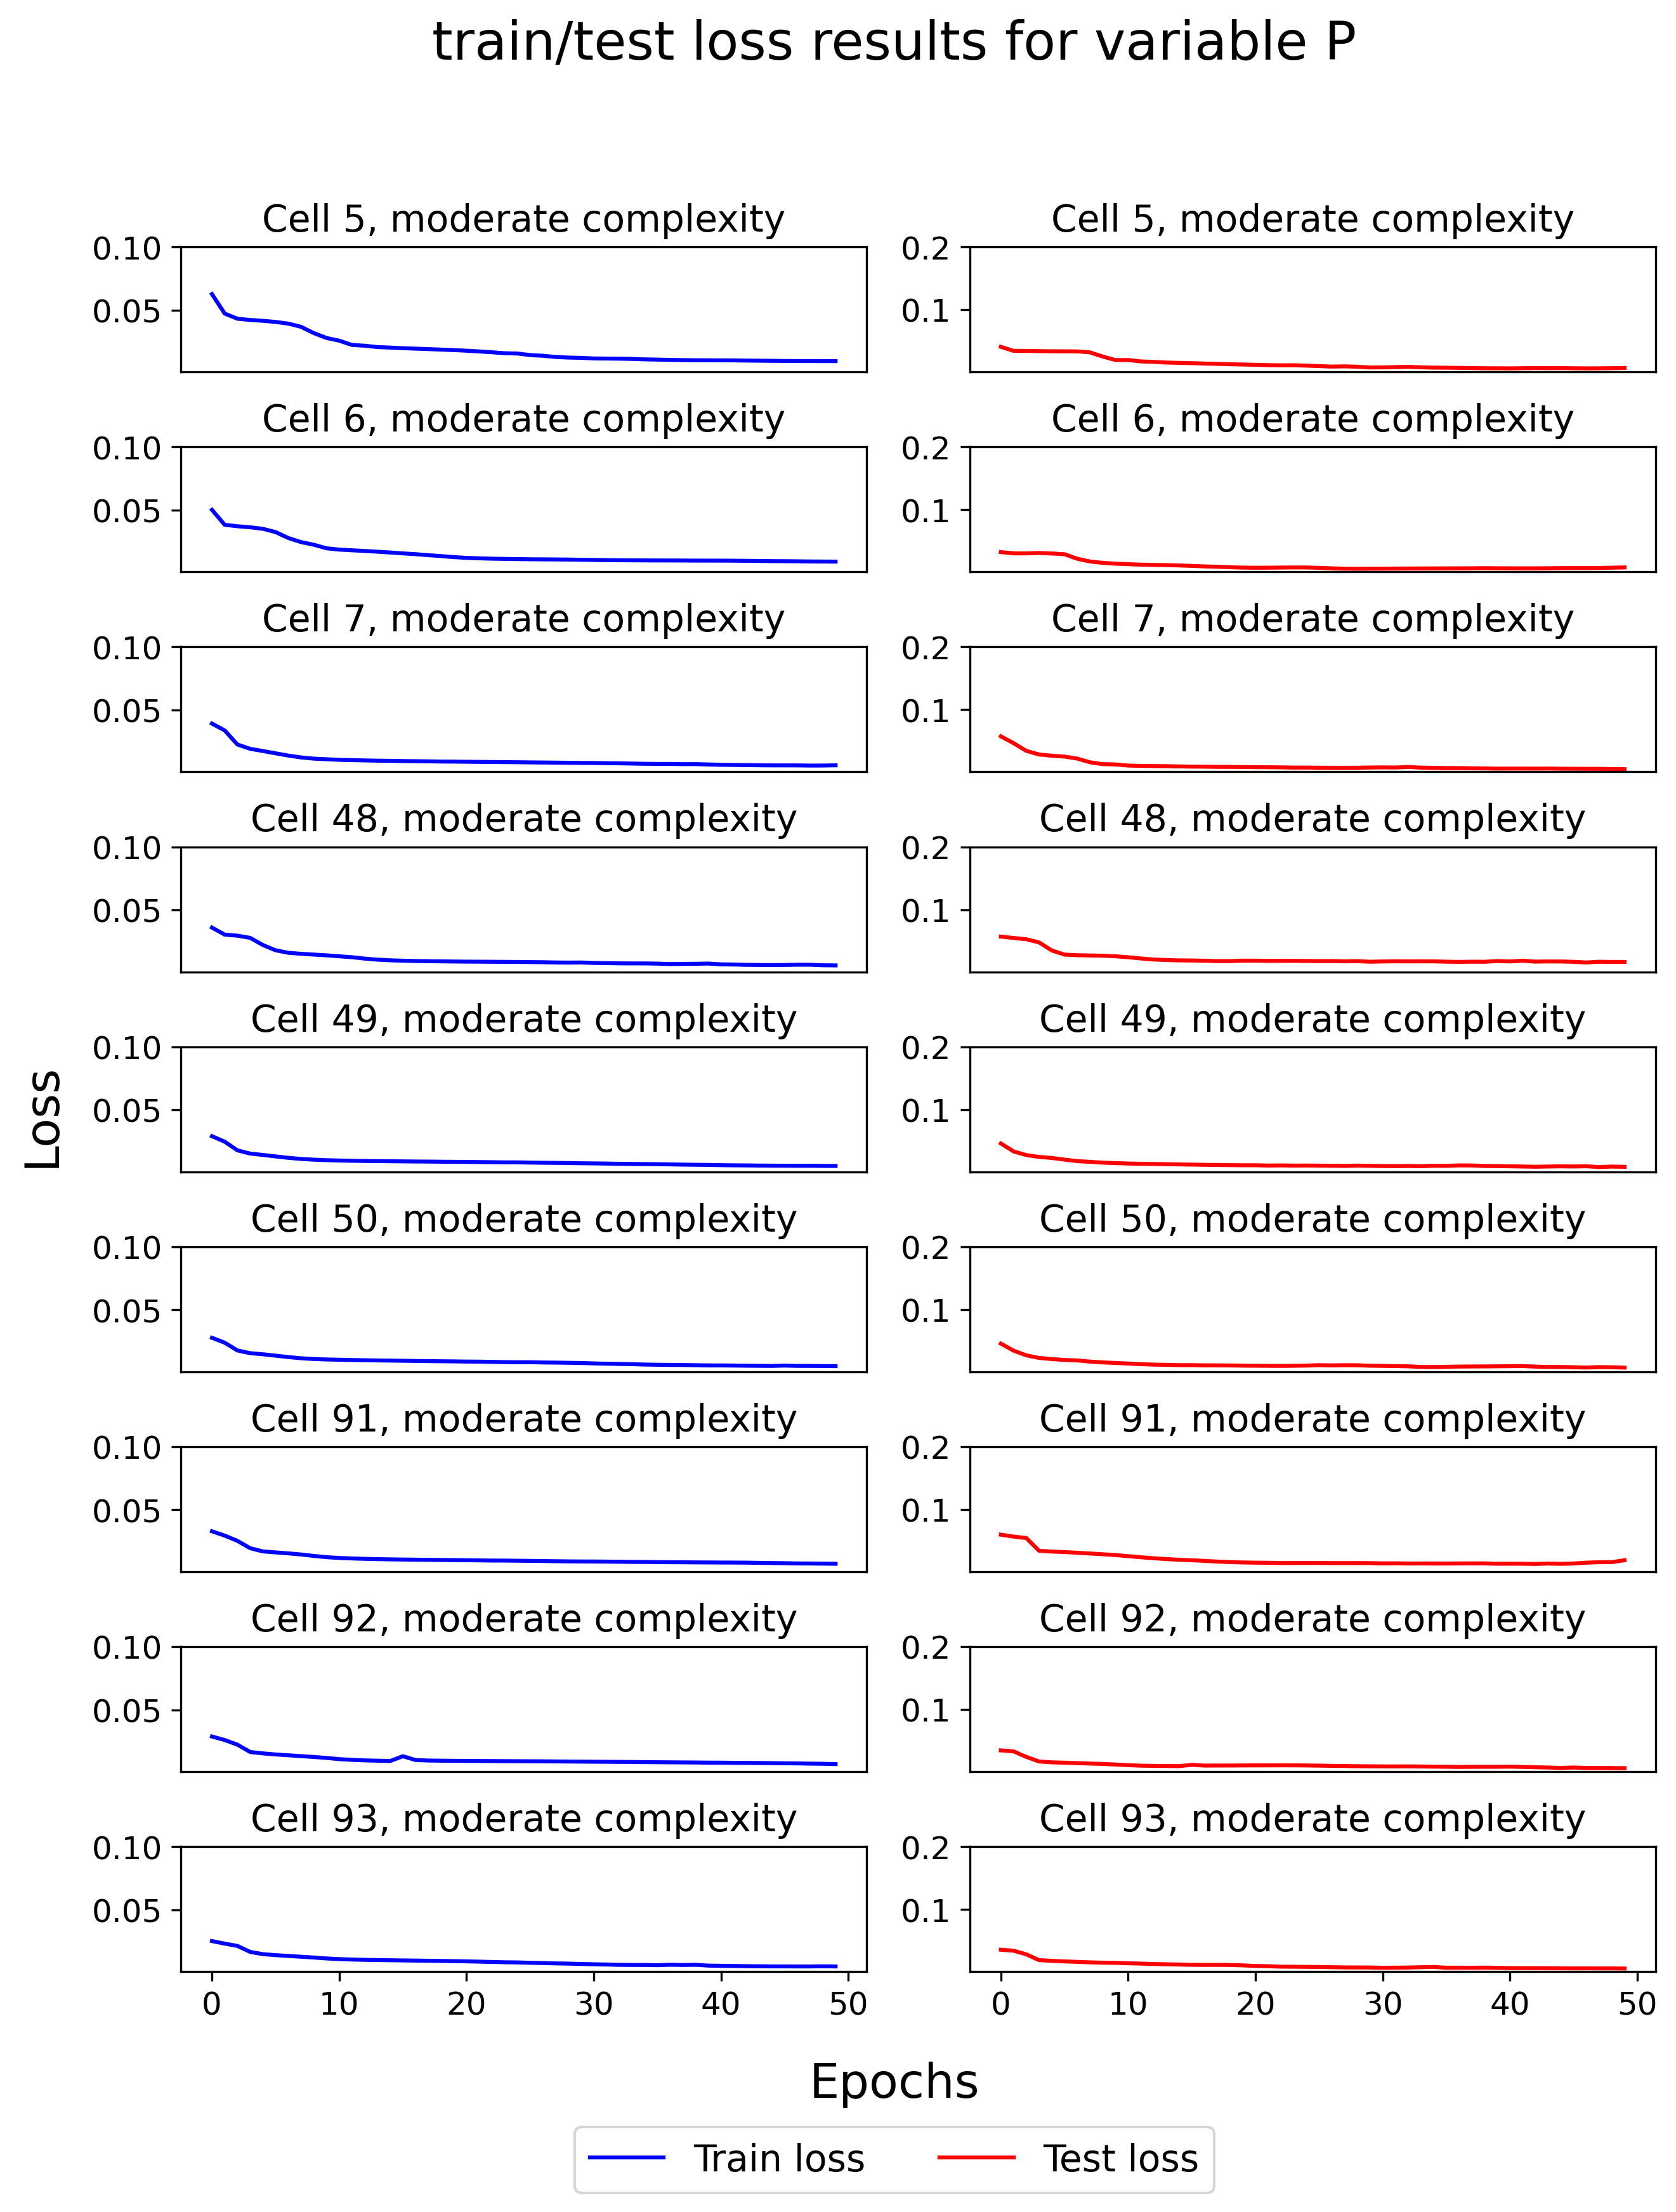 train/test loss results for variable P
Cell 5, moderate complexity
0.10
0.05
Cell 5, moderate complexity
0.2
0.1
Cell 6, moderate complexity
0.10
0.05
Cell 6, moderate complexity
0.2
0.1
Cell 7, moderate complexity
0.10
0.05
Cell 7, moderate complexity
0.2
0.1
Cell 48, moderate complexity
0.10
0.05
Cell 48, moderate complexity
0.2
0.1
Cell 49, moderate complexity
0.10
0.05
Cell 49, moderate complexity
0.2
0.1
Loss
Cell 50, moderate complexity
0.10
0.05
Cell 50, moderate complexity
0.2
0.1
Cell 91, moderate complexity
0.10
0.05
Cell 91, moderate complexity
0.2
0.1
Cell 92, moderate complexity
0.10
0.05
Cell 92, moderate complexity
0.2
0.1
Cell 93, moderate complexity
0.10
0.05
0 10 20 30 40 50
Cell 93, moderate complexity
0.2
0.1
0 10 20 30 40 50
Epochs
Train loss
Test loss